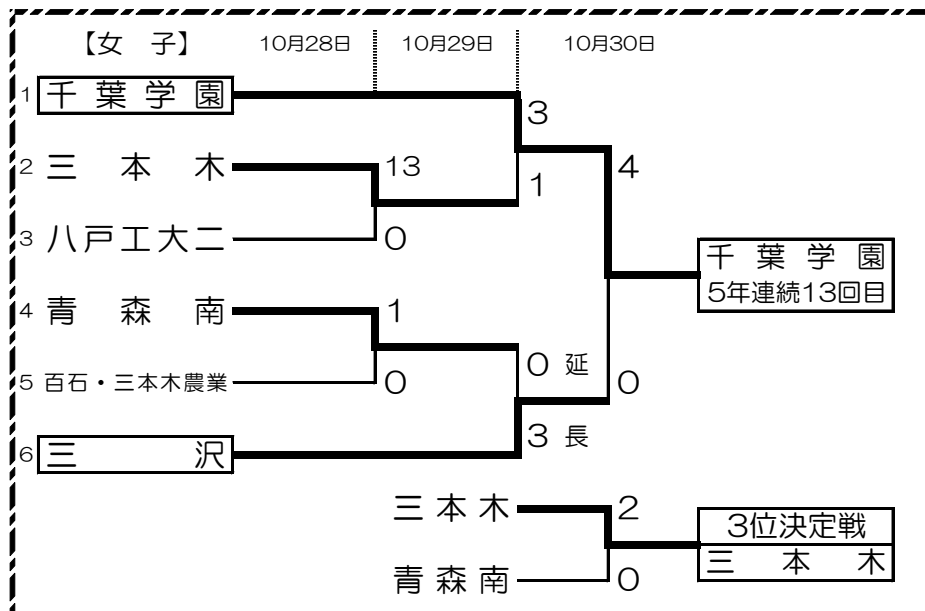 【女 子】 10月28日 10月29日 10月30日
1 千葉学園
3
2 三本木 13
4
1
3 八戸工大二 0
千葉学園
5年連続13回目
4 青森南 1
0 延
5 百石・三本木農業 0
0
3 長
6 三沢
三本木 2
3位決定戦
三本木
青森南 0